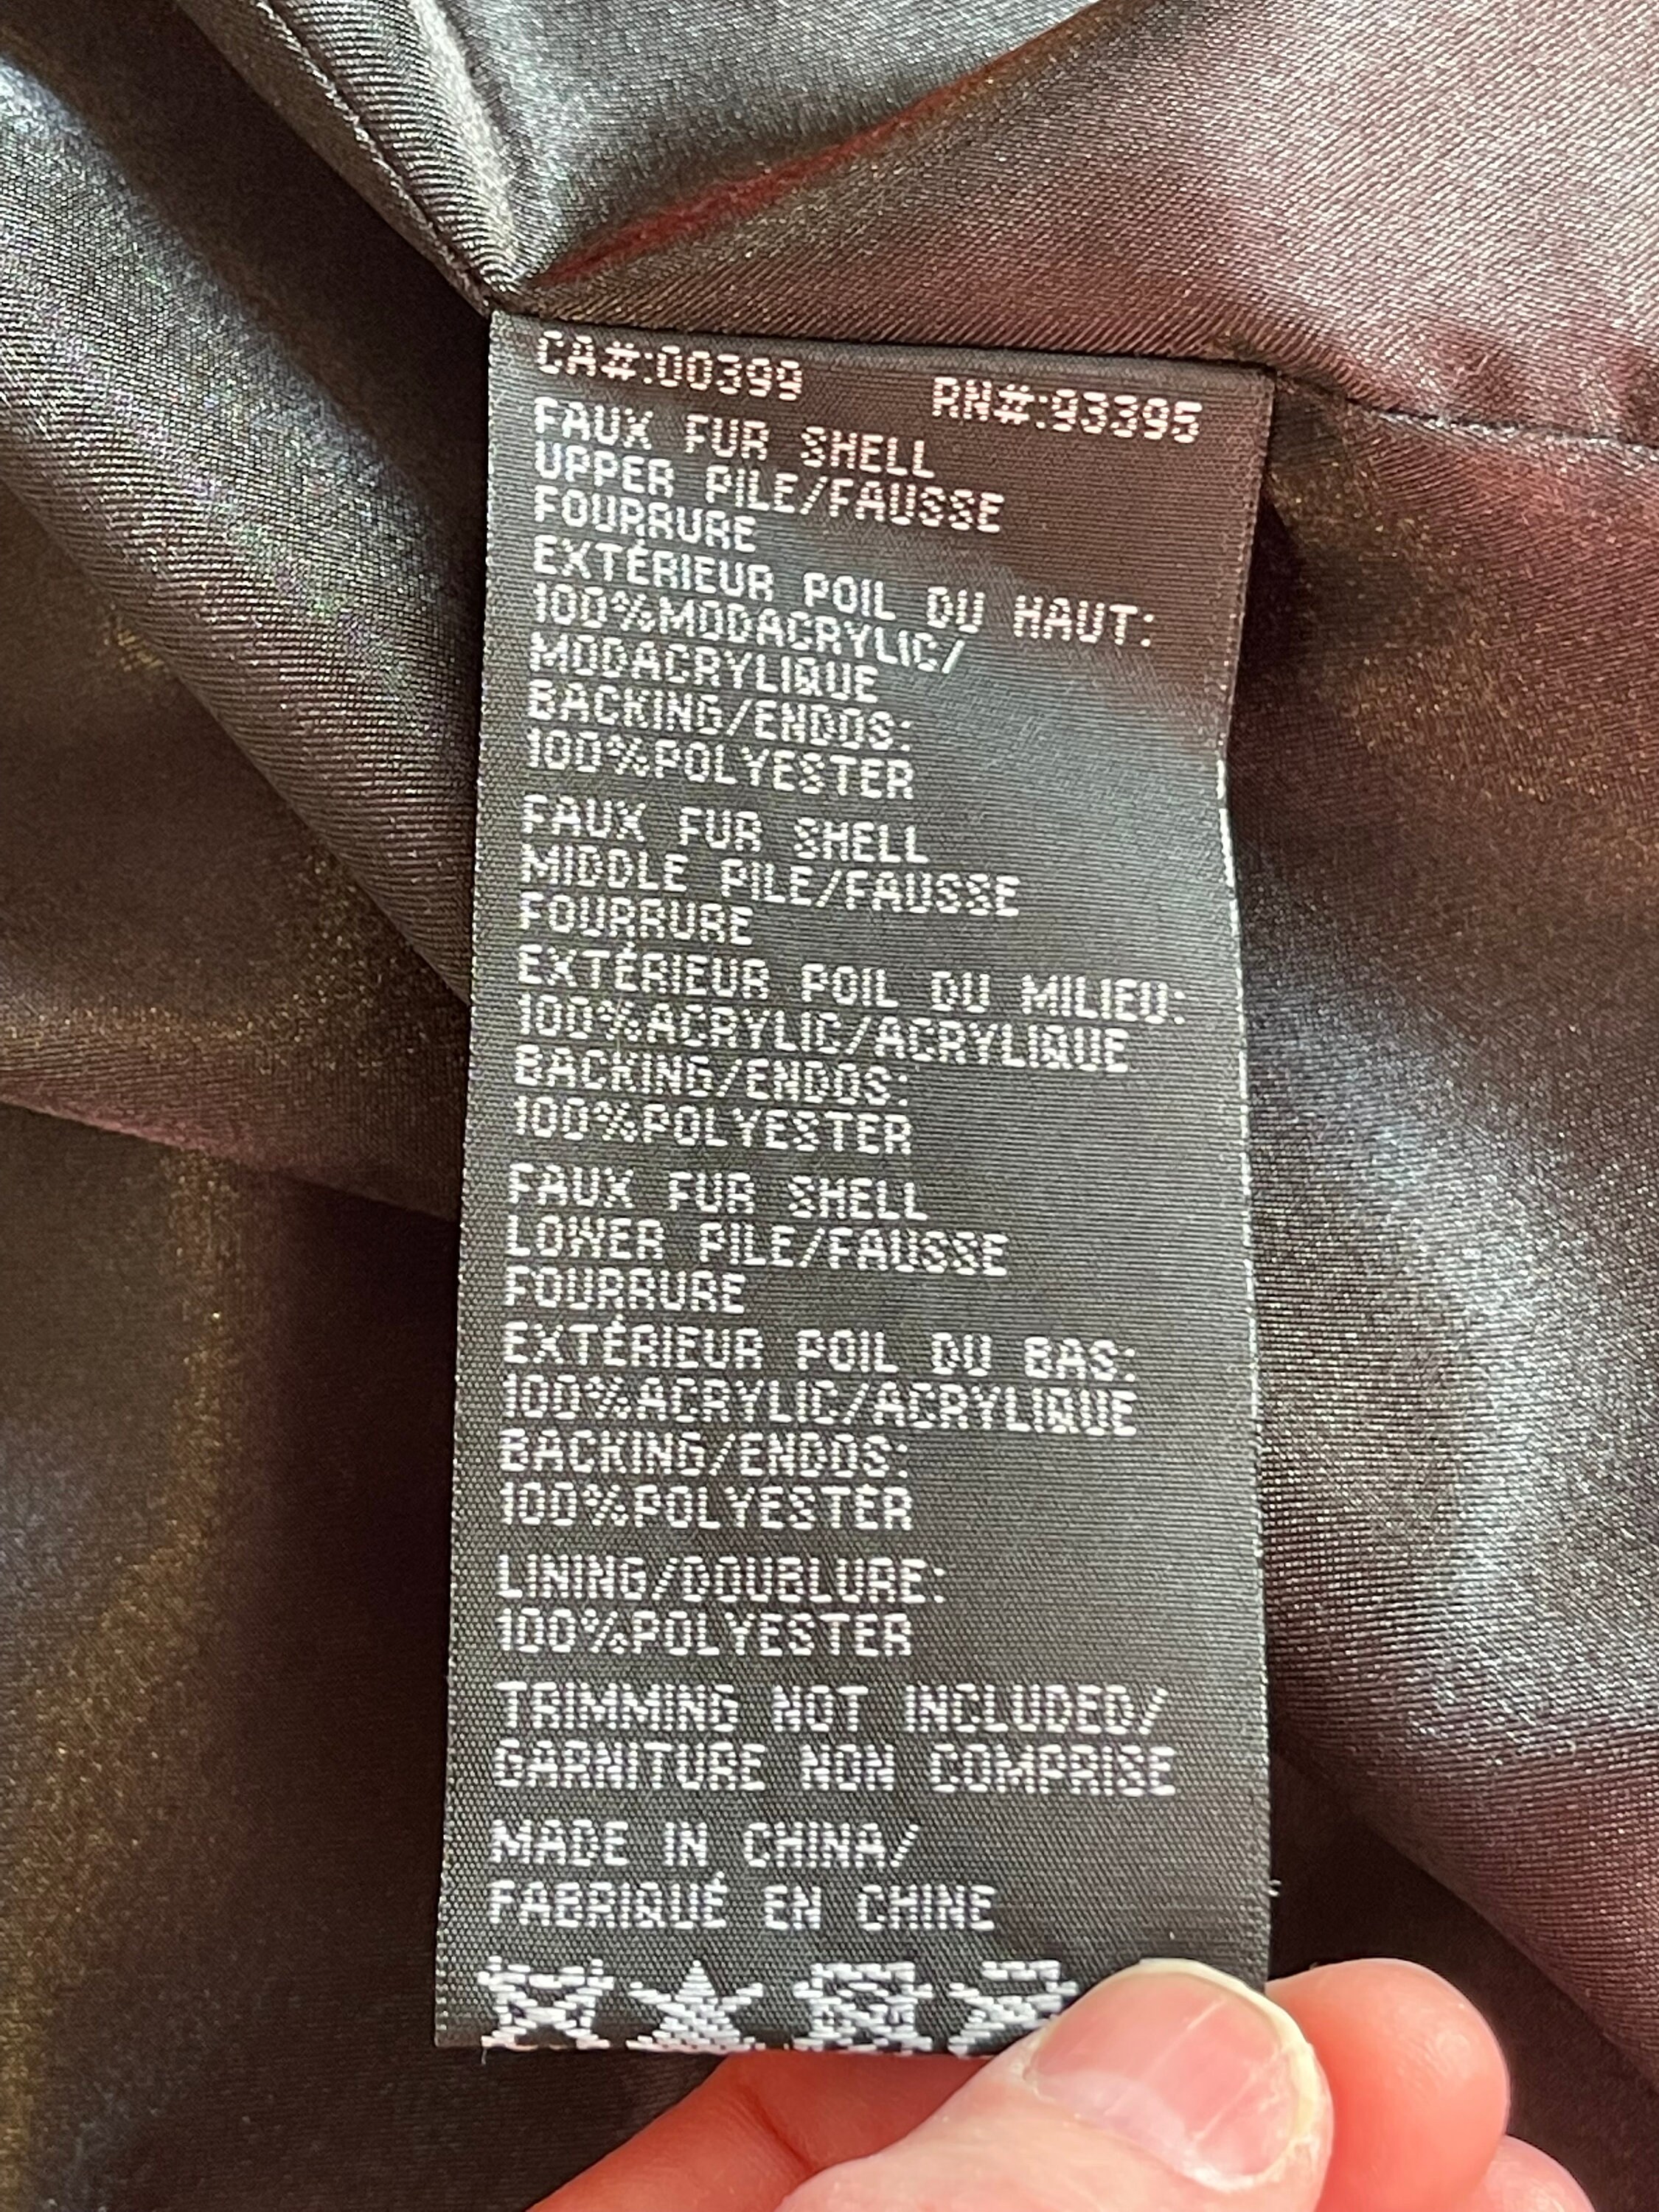 CA#:00399 RN#:93395
FAUX FUR SHELL
UPPER PILE/FAUSSE
FOURRURE
EXTÉRIEUR POIL DU HAUT:
100%MODACRYLIC/
MODACRYLIQUE
BACKING/ENDOS:
100%POLYESTER
FAUX FUR SHELL
MIDDLE PILE/FAUSSE
FOURRURE
EXTÉRIEUR POIL DU MILIEU:
100%ACRYLIC/ACRYLIQUE
BACKING/ENDOS:
100%POLYESTER
FAUX FUR SHELL
LOWER PILE/FAUSSE
FOURRURE
EXTÉRIEUR POIL DU BAS:
100%ACRYLIC/ACRYLIQUE
BACKING/ENDOS:
100%POLYESTER
LINING/DOUBLURE:
100%POLYESTER
TRIMMING NOT INCLUDED/
GARNITURE NON COMPRISE
MADE IN CHINA/
FABRIQUÉ EN CHINE